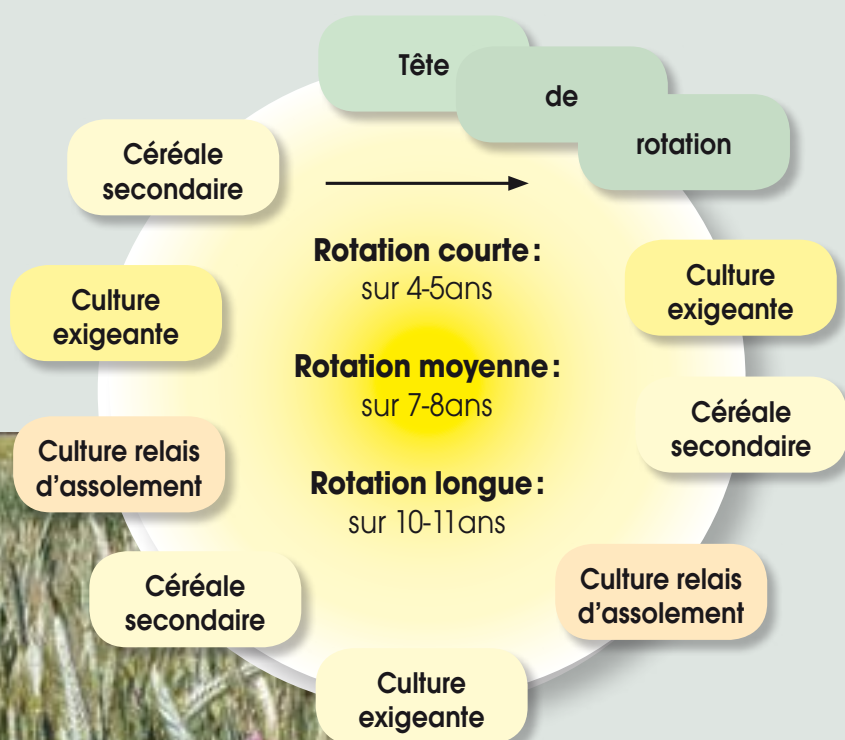 Tête
de
rotation
Céréale
secondaire
Rotation courte :
sur 4-5ans
Culture
exigeante
Culture
exigeante
Rotation moyenne :
sur 7-8ans
Céréale
secondaire
Culture relais
d'assolement
Rotation longue :
sur 10-11ans
Culture relais
d'assolement
Céréale
secondaire
Culture
exigeante